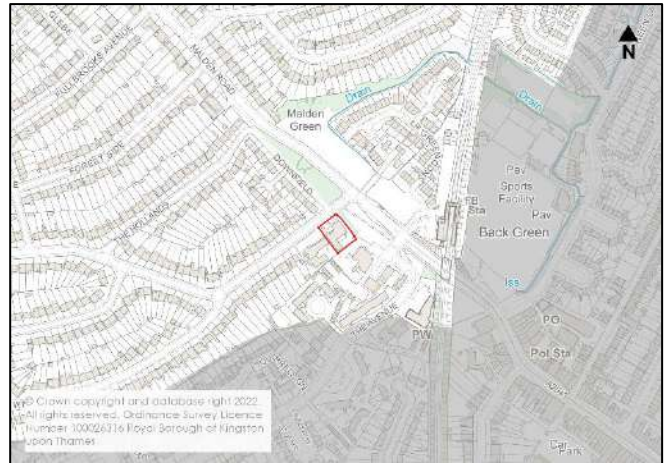 N
GLEBE
FULLBROOKS AVENUE
MALDEN ROAD
Drain
Malden
Green
Drain
FOREST SIDE
DOWNFIELD
THE HOLLANDS
Pav
Sports
Facility
Pav
FB
Sta
Back Green
Iss
THE AVENUE
PW
PO
Pol Sta
Car
Park
© Crown copyright and database right 2022.
All rights reserved. Ordnance Survey Licence
Number 100026316 Royal Borough of Kingston
upon Thames